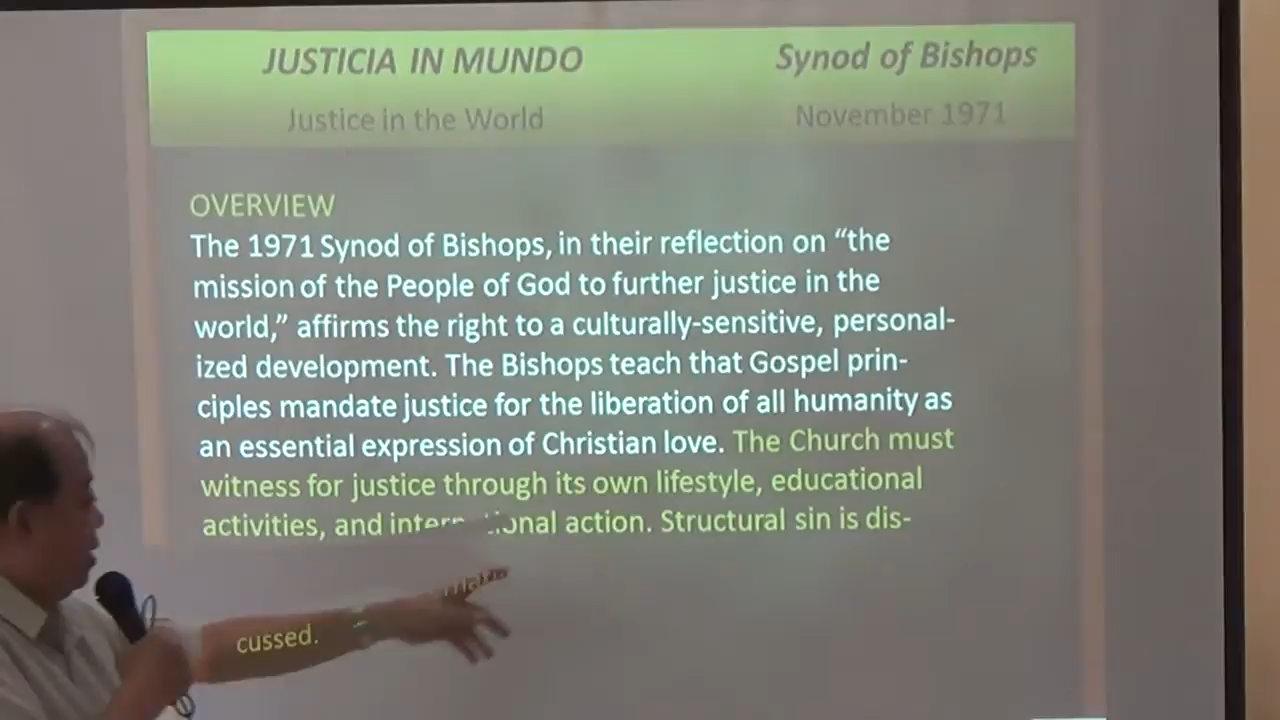 JUSTICIA IN MUNDO
Synod of Bishops
Justice in the World
November 1971
OVERVIEW
The 1971 Synod of Bishops, in their reflection on “the
mission of the People of God to further justice in the
world,” affirms the right to a culturally-sensitive, personal-
ized development. The Bishops teach that Gospel prin-
ciples mandate justice for the liberation of all humanity as
an essential expression of Christian love. The Church must
witness for justice through its own lifestyle, educational
activities, and action. Structural sin is dis-
cussed.